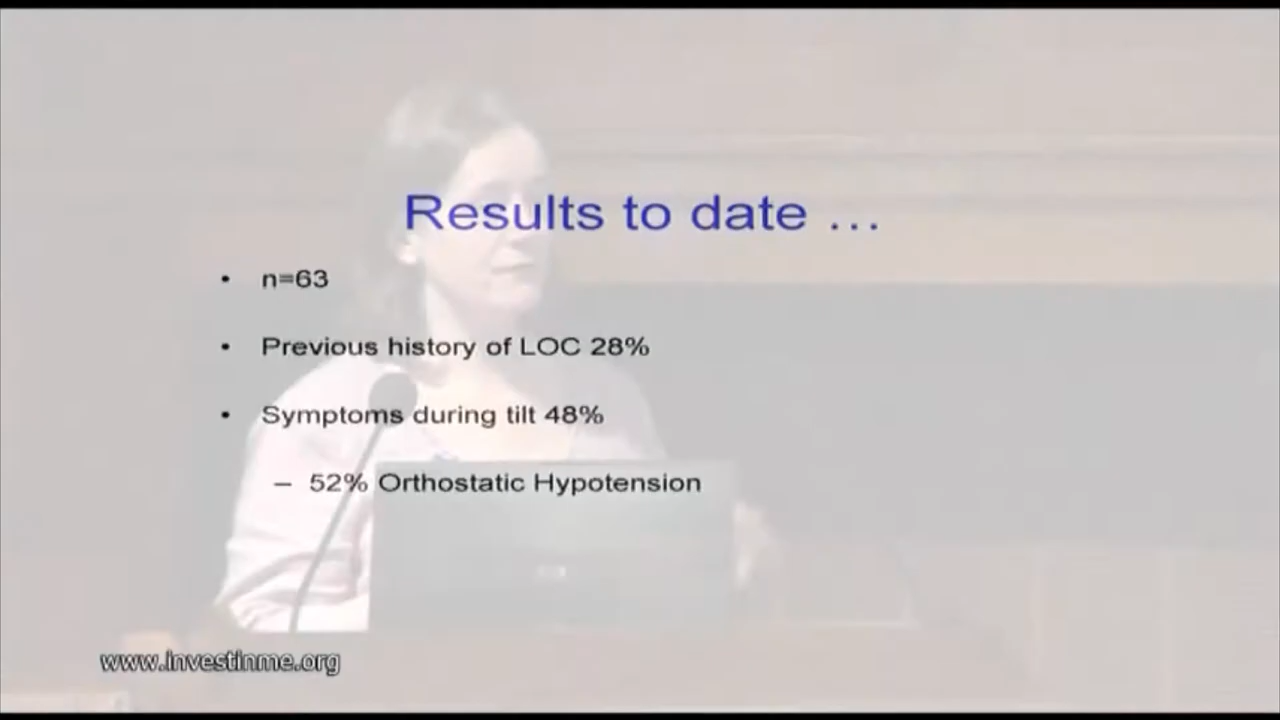 Results to date ...
• n=63
• Previous history of LOC 28%
• Symptoms during tilt 48%
– 52% Orthostatic Hypotension
www.investinme.org